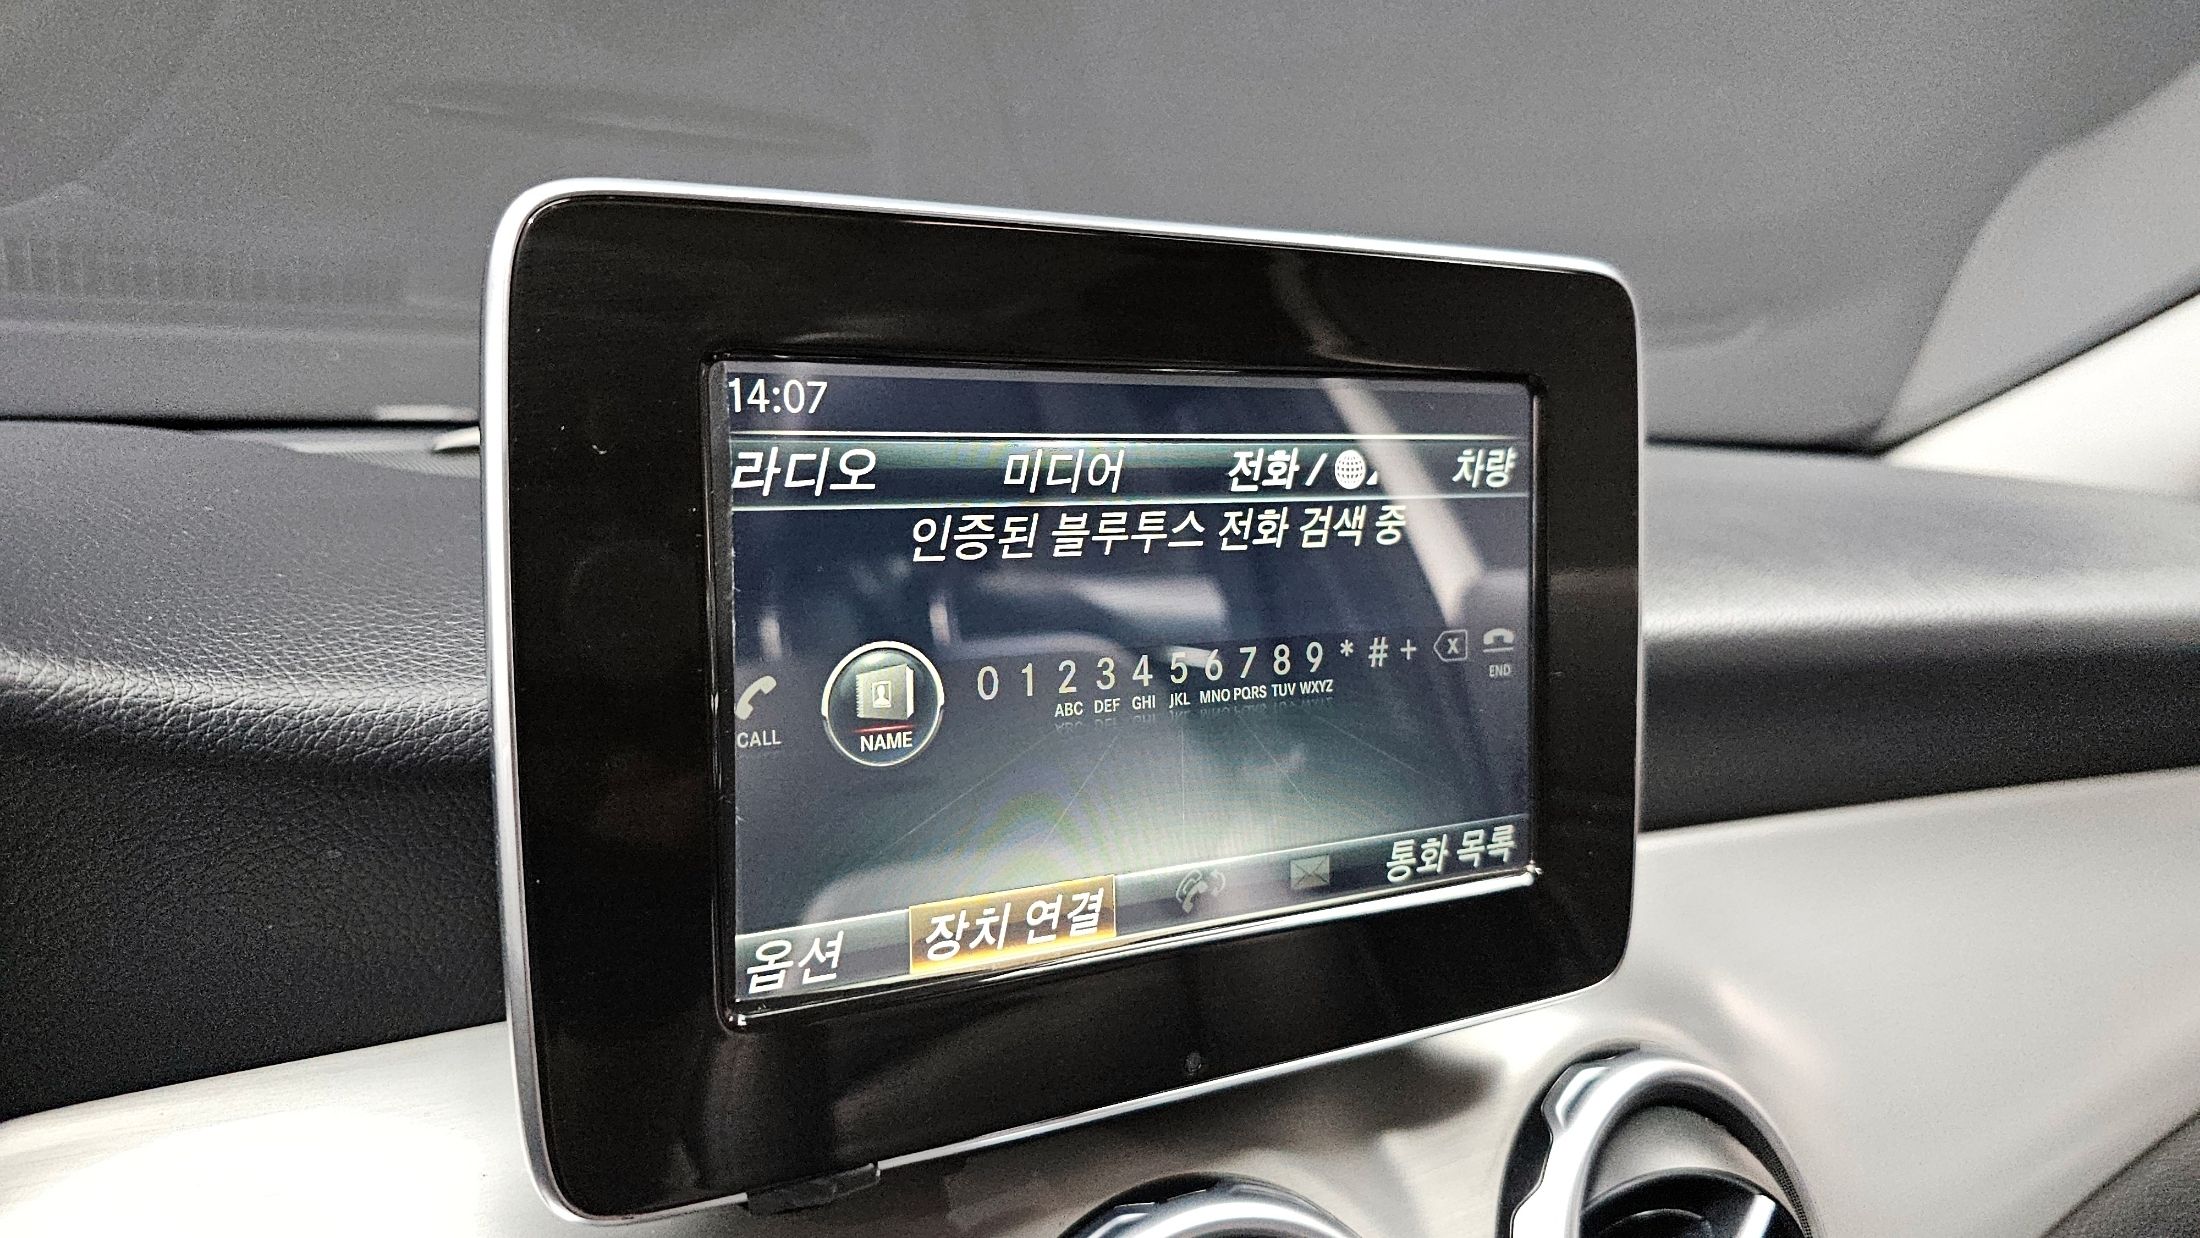 14:07
라디오 미디어 전화 / 차량
인증된 블루투스 전화 검색 중
0 1 2 3 4 5 6 7 8 9 * # +
ABC DEF GHI JKL MNO PQRS TUV WXYZ
X
END
CALL
NAME
옵션 장치 연결 통화 목록